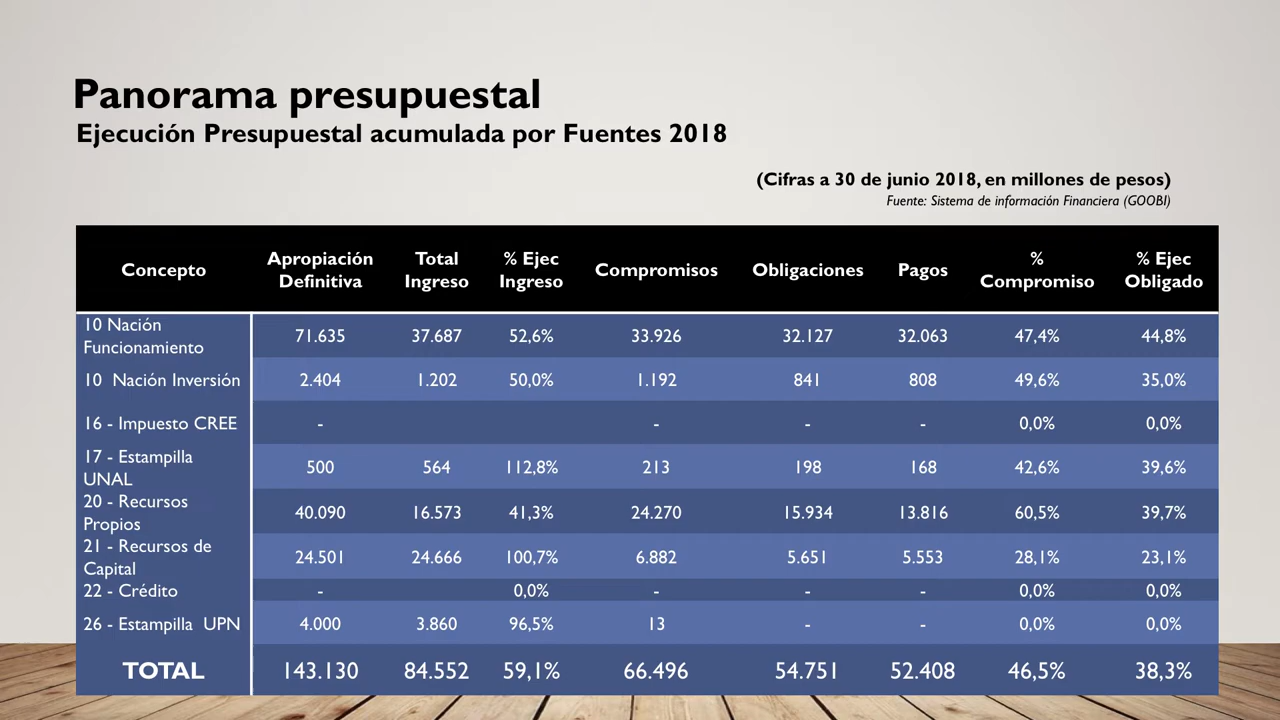 Panorama presupuestal
Ejecución Presupuestal acumulada por Fuentes 2018
(Cifras a 30 de junio 2018, en millones de pesos)
Fuente: Sistema de información Financiera (GOOBI)
Concepto Apropiación Definitiva Total Ingreso % Ejec Ingreso Compromisos Obligaciones Pagos % Compromiso % Ejec Obligado
10 Nación Funcionamiento 71.635 37.687 52,6% 33.926 32.127 32.063 47,4% 44,8%
10 Nación Inversión 2.404 1.202 50,0% 1.192 841 808 49,6% 35,0%
16 - Impuesto CREE - - - - 0,0% 0,0%
17 - Estampilla UNAL 500 564 112,8% 213 198 168 42,6% 39,6%
20 - Recursos Propios 40.090 16.573 41,3% 24.270 15.934 13.816 60,5% 39,7%
21 - Recursos de Capital 24.501 24.666 100,7% 6.882 5.651 5.553 28,1% 23,1%
22 - Crédito - 0,0% - - - 0,0% 0,0%
26 - Estampilla UPN 4.000 3.860 96,5% 13 - - 0,0% 0,0%
TOTAL 143.130 84.552 59,1% 66.496 54.751 52.408 46,5% 38,3%